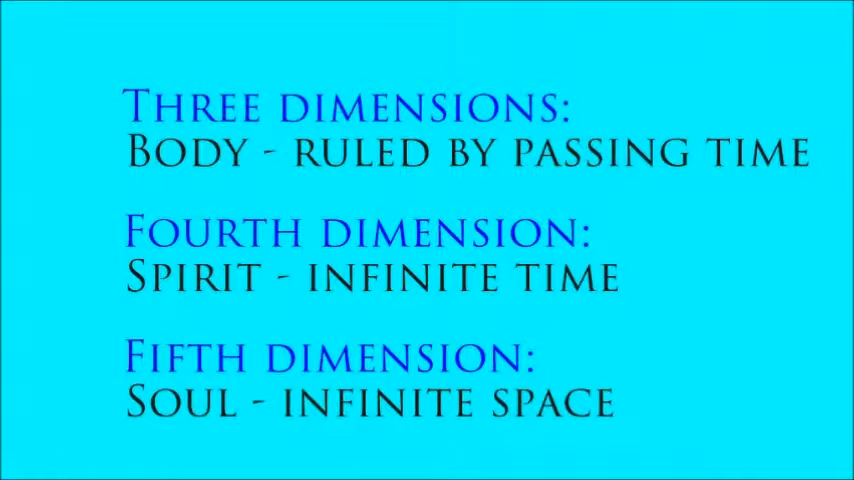 Three dimensions:
Body - ruled by passing time
Fourth dimension:
Spirit - infinite time
Fifth dimension:
Soul - infinite space